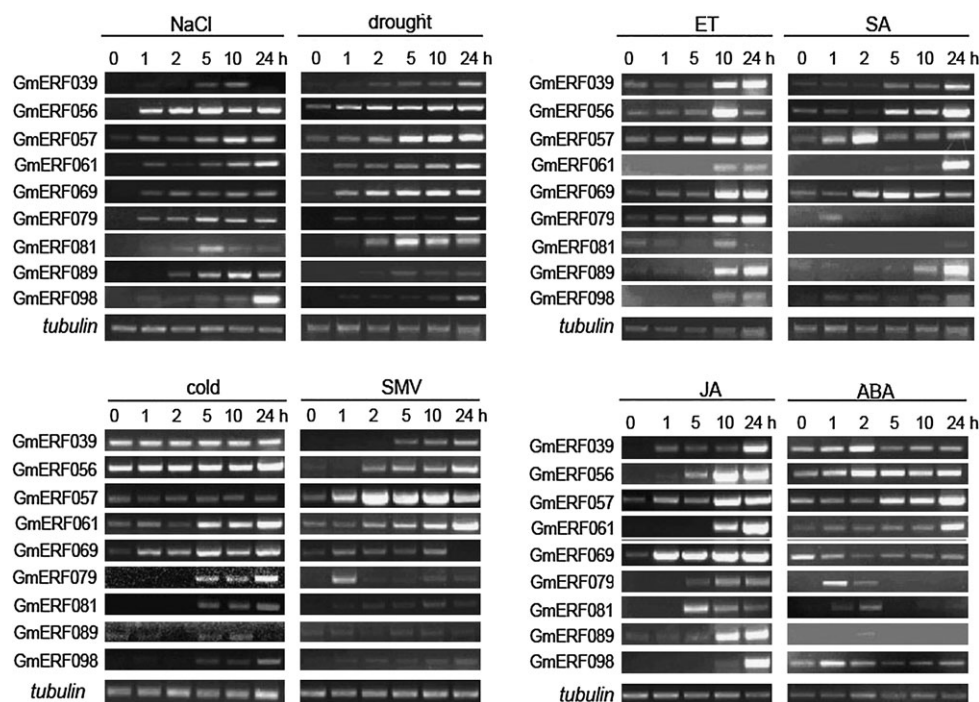 NaCl drought
0 1 2 5 10 24 h 0 1 2 5 10 24 h
GmERF039
GmERF056
GmERF057
GmERF061
GmERF069
GmERF079
GmERF081
GmERF089
GmERF098
tubulin
ET SA
0 1 5 10 24 h 0 1 2 5 10 24 h
GmERF039
GmERF056
GmERF057
GmERF061
GmERF069
GmERF079
GmERF081
GmERF089
GmERF098
tubulin
cold SMV
0 1 2 5 10 24 h 0 1 2 5 10 24 h
GmERF039
GmERF056
GmERF057
GmERF061
GmERF069
GmERF079
GmERF081
GmERF089
GmERF098
tubulin
JA ABA
0 1 5 10 24 h 0 1 2 5 10 24 h
GmERF039
GmERF056
GmERF057
GmERF061
GmERF069
GmERF079
GmERF081
GmERF089
GmERF098
tubulin